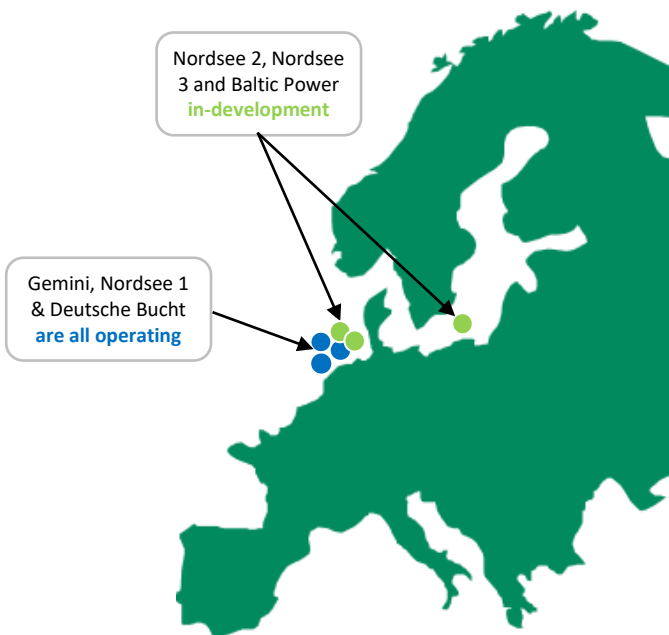 Nordsee 2, Nordsee
3 and Baltic Power
in-development
Gemini, Nordsee 1
& Deutsche Bucht
are all operating